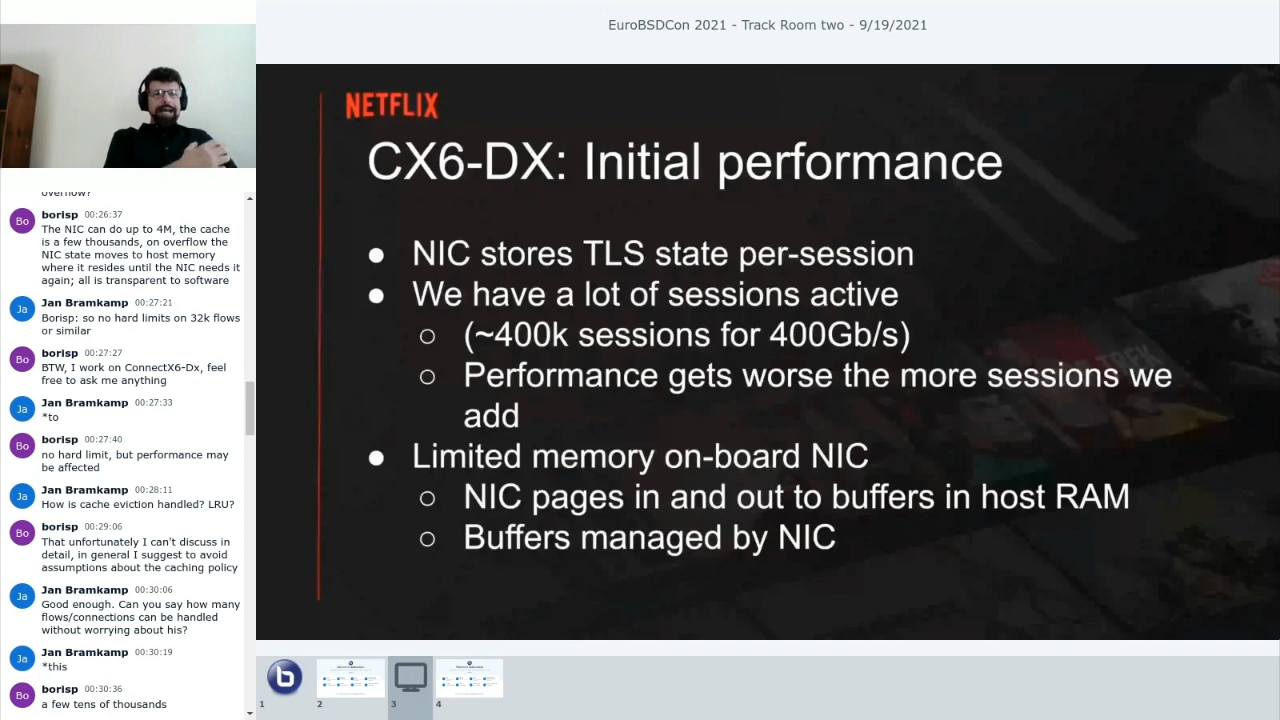 EuroBSDCon 2021 - Track Room two - 9/19/2021
overflow?
Bo
borisp 00:26:37
The NIC can do up to 4M, the cache
is a few thousands, on overflow the
NIC state moves to host memory
where it resides until the NIC needs it
again; all is transparent to software
Ja
Jan Bramkamp 00:27:21
Borisp: so no hard limits on 32k flows
or similar
Bo
borisp 00:27:27
BTW, I work on ConnectX6-Dx, feel
free to ask me anything
Ja
Jan Bramkamp 00:27:33
*to
Bo
borisp 00:27:40
no hard limit, but performance may
be affected
Ja
Jan Bramkamp 00:28:11
How is cache eviction handled? LRU?
Bo
borisp 00:29:06
That unfortunately I can't discuss in
detail, in general I suggest to avoid
assumptions about the caching policy
Ja
Jan Bramkamp 00:30:06
Good enough. Can you say how many
flows/connections can be handled
without worrying about his?
Ja
Jan Bramkamp 00:30:19
*this
Bo
borisp 00:30:36
a few tens of thousands
NETFLIX
CX6-DX: Initial performance
● NIC stores TLS state per-session
● We have a lot of sessions active
○ (~400k sessions for 400Gb/s)
○ Performance gets worse the more sessions we
add
● Limited memory on-board NIC
○ NIC pages in and out to buffers in host RAM
○ Buffers managed by NIC
b
1
2
3
4